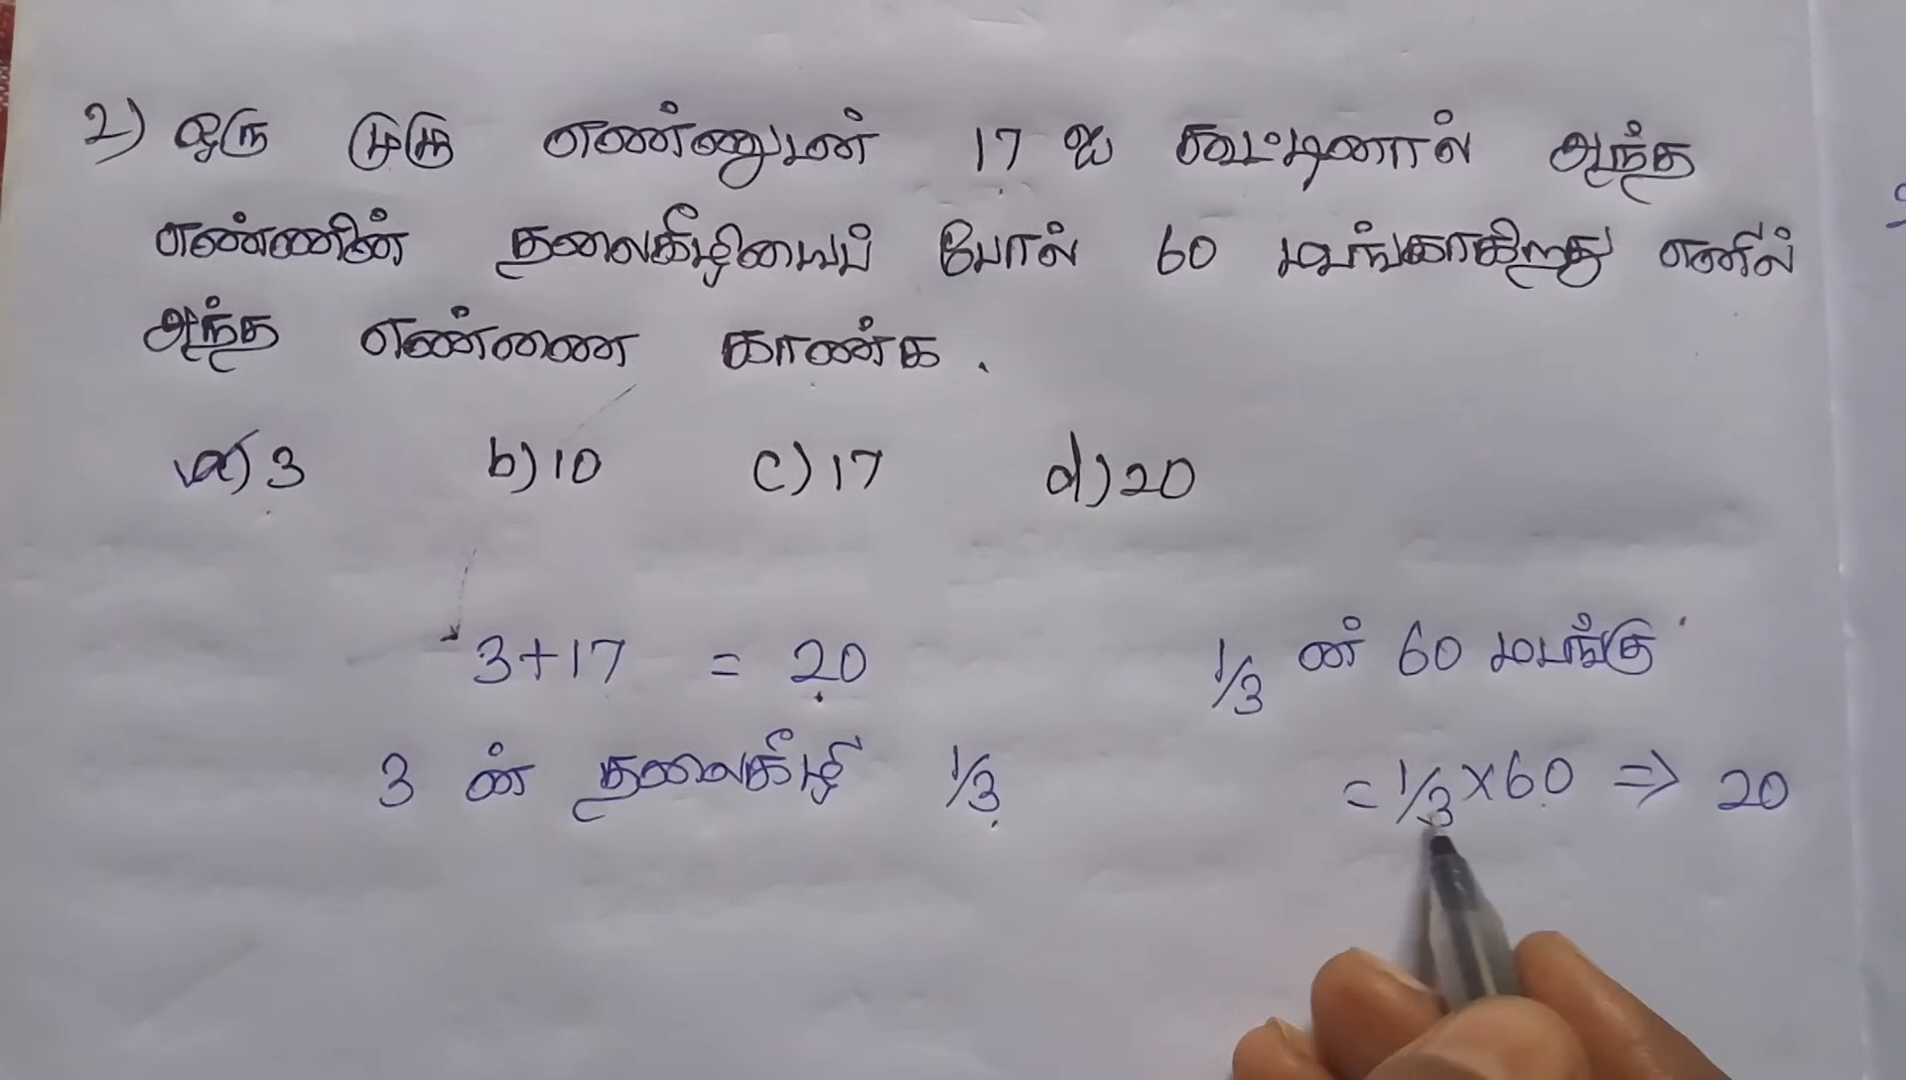 2) ஒரு முழு எண்ணுடன் 17 ஐ கூட்டினால் அந்த
எண்ணின் தலைகீழியைப் போல் 60 மடங்காகிறது எனில்
அந்த எண்ணை காண்க .
a) 3 b) 10 c) 17 d) 20
3+17 = 20
3 ன் தலைகீழி 1/3
1/3 ன் 60 மடங்கு
= 1/3 × 60 ⇒ 20